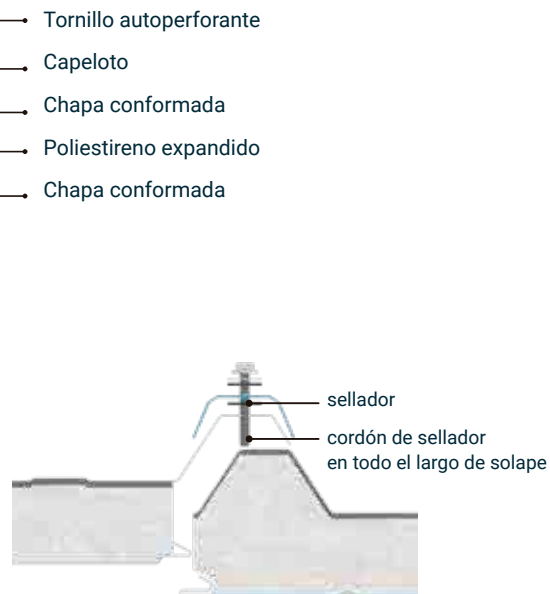 Tornillo autoperforante
Capeloto
Chapa conformada
Poliestireno expandido
Chapa conformada
sellador
cordón de sellador
en todo el largo de solape